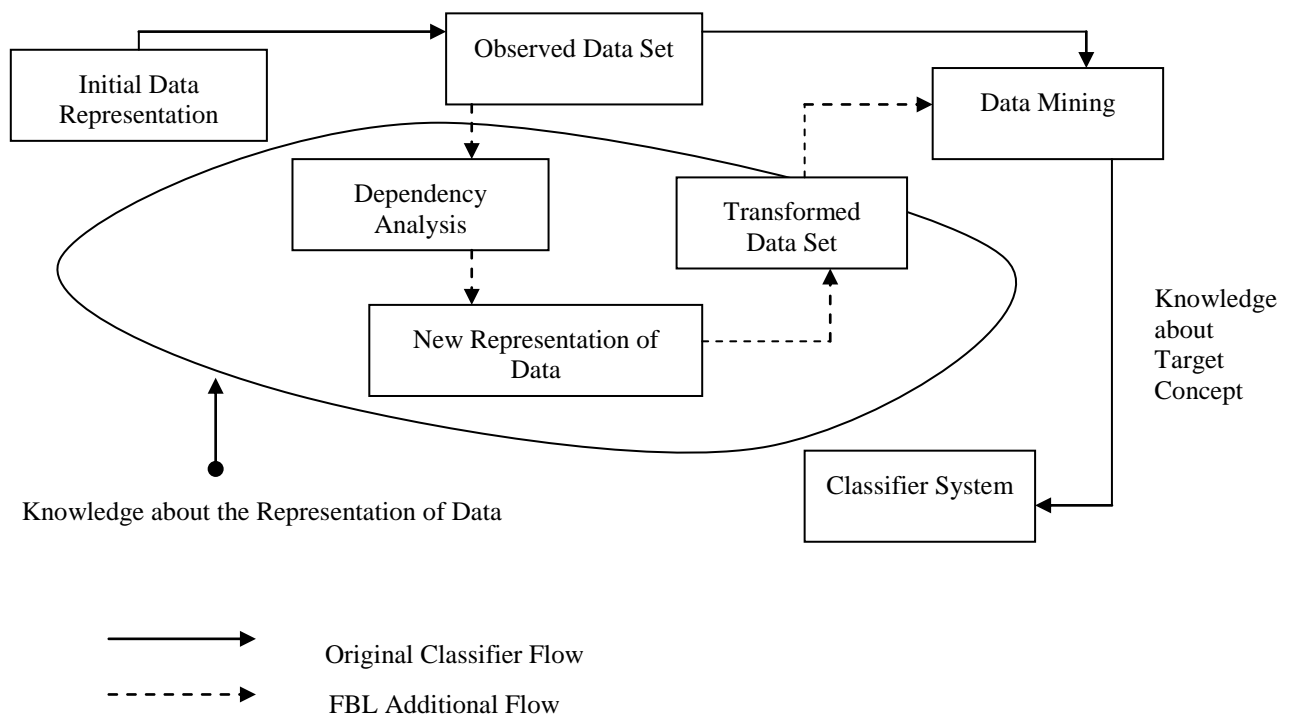 Initial Data
Representation
Observed Data Set
Data Mining
Dependency
Analysis
Transformed
Data Set
New Representation of
Data
Knowledge
about
Target
Concept
Classifier System
Knowledge about the Representation of Data
Original Classifier Flow
FBL Additional Flow